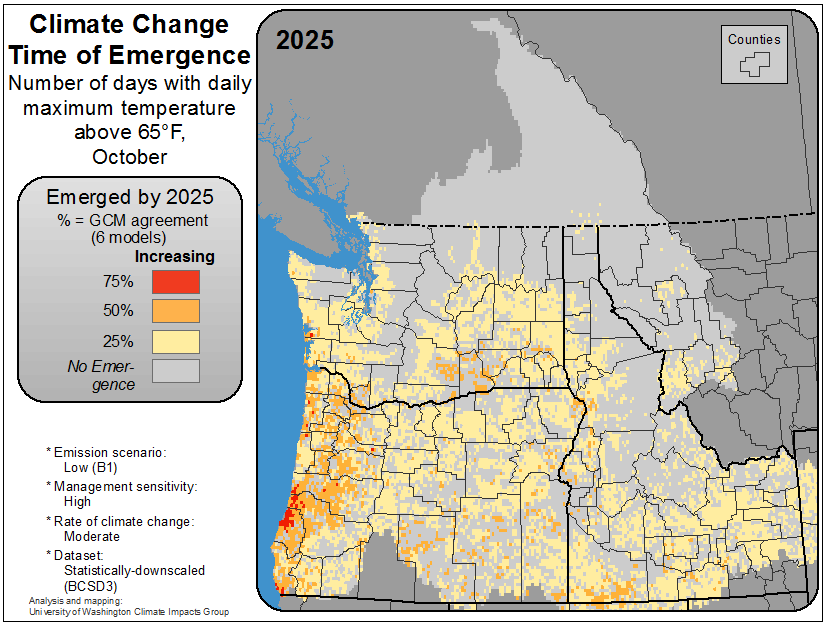 Climate Change
Time of Emergence
Number of days with daily
maximum temperature
above 65°F,
October
Emerged by 2025
% = GCM agreement
(6 models)
Increasing
75%
50%
25%
No Emer-
gence
* Emission scenario:
Low (B1)
* Management sensitivity:
High
* Rate of climate change:
Moderate
* Dataset:
Statistically-downscaled
(BCSD3)
Analysis and mapping:
University of Washington Climate Impacts Group
2025
Counties